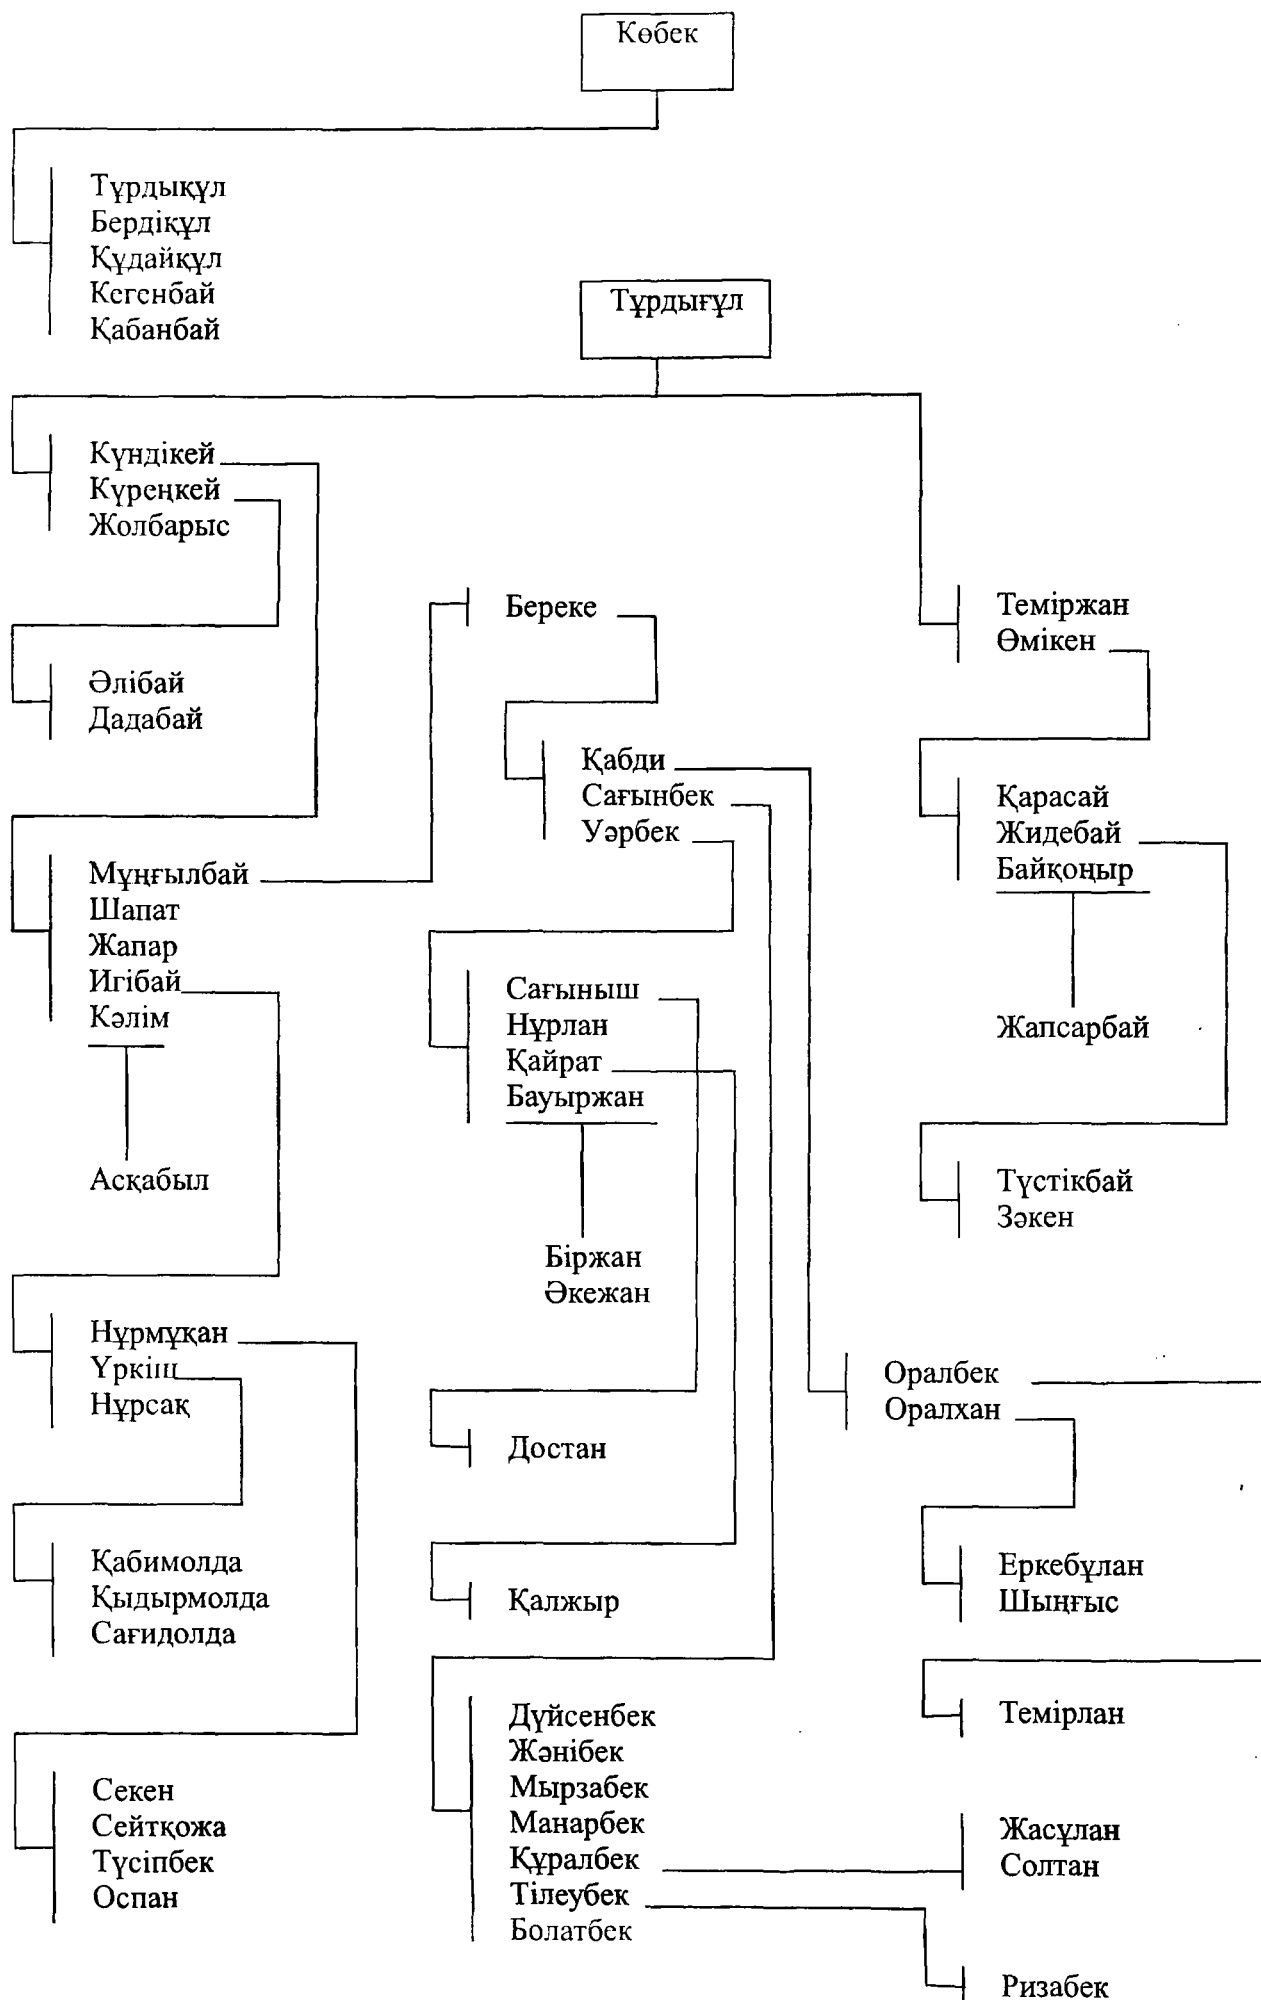 Көбек
Тұрдықұл
Бердіқұл
Құдайқұл
Кегенбай
Қабанбай
Тұрдығұл
Күндікей
Күреңкей
Жолбарыс
Әлібай
Дадабай
Мұңғылбай
Шапат
Жапар
Игібай
Кәлім
Асқабыл
Нұрмұқан
Үркіш
Нұрсақ
Қабимолда
Қыдырмолда
Сағидолда
Секен
Сейтқожа
Түсіпбек
Оспан
Береке
Қабди
Сағынбек
Уәрбек
Сағыныш
Нұрлан
Қайрат
Бауыржан
Біржан
Әкежан
Достан
Қалжыр
Дүйсенбек
Жәнібек
Мырзабек
Манарбек
Құралбек
Тілеубек
Болатбек
Теміржан
Өмікен
Қарасай
Жидебай
Байқоңыр
Жапсарбай
Түстікбай
Зәкен
Оралбек
Оралхан
Еркебұлан
Шыңғыс
Темірлан
Жасұлан
Солтан
Ризабек